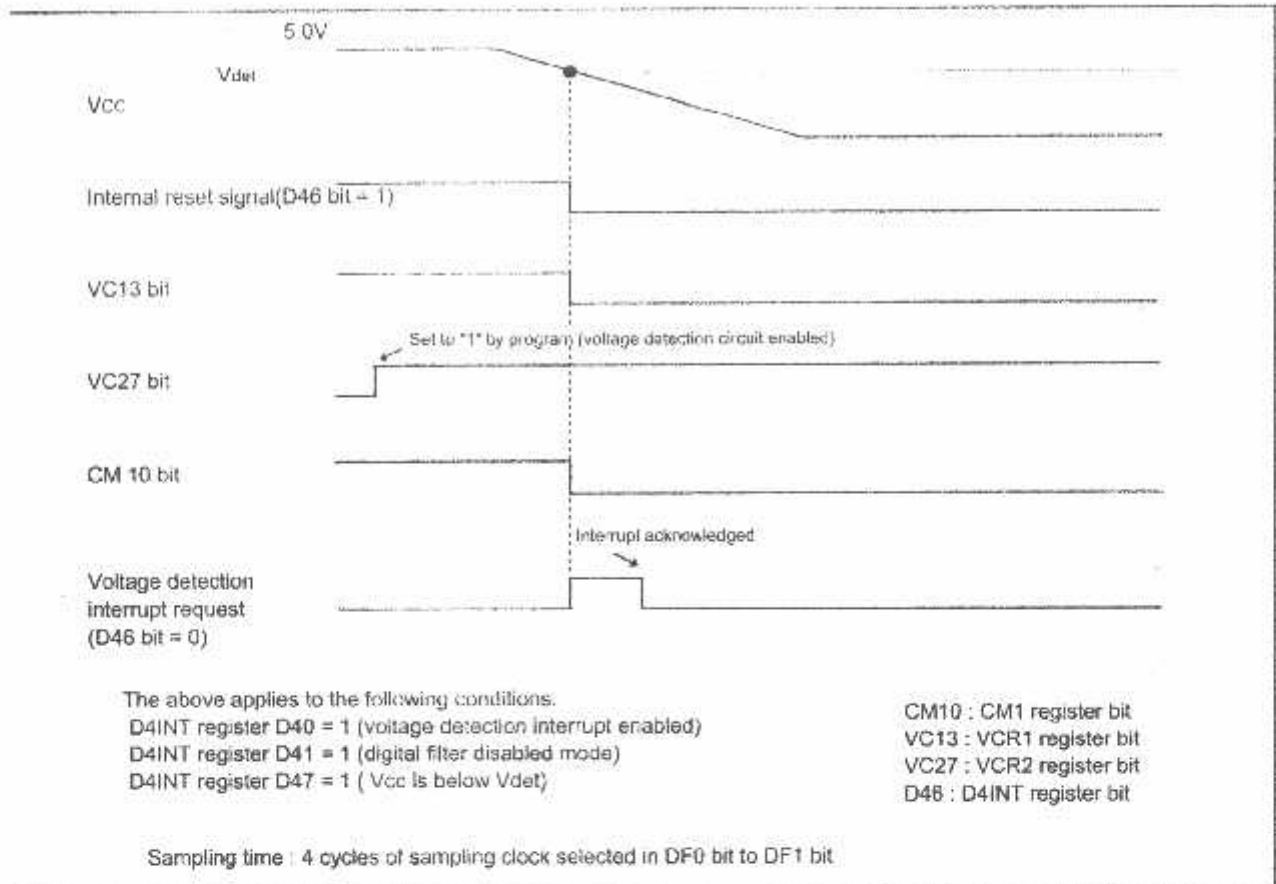 5.0V
Vdet
Vcc
Internal reset signal(D46 bit = 1)
VC13 bit
Set to "1" by program (voltage detection circuit enabled)
VC27 bit
CM 10 bit
Interrupt acknowledged
Voltage detection
interrupt request
(D46 bit = 0)
The above applies to the following conditions.
D4INT register D40 = 1 (voltage detection interrupt enabled)
D4INT register D41 = 1 (digital filter disabled mode)
D4INT register D47 = 1 ( Vcc is below Vdet)
CM10 : CM1 register bit
VC13 : VCR1 register bit
VC27 : VCR2 register bit
D46 : D4INT register bit
Sampling time : 4 cycles of sampling clock selected in DF0 bit to DF1 bit